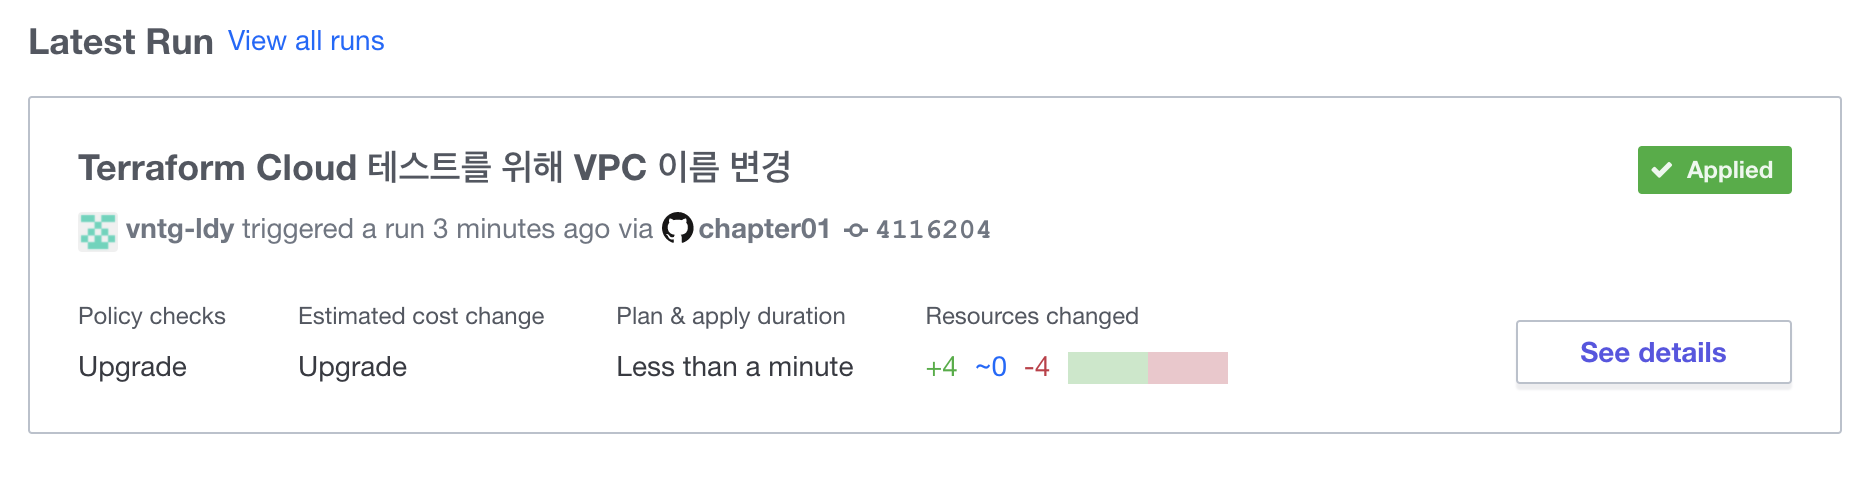 Latest Run View all runs
Terraform Cloud 테스트를 위해 VPC 이름 변경
Applied
vntg-ldy triggered a run 3 minutes ago via chapter01 4116204
Policy checks Estimated cost change Plan & apply duration Resources changed
Upgrade Upgrade Less than a minute +4 ~0 -4
See details